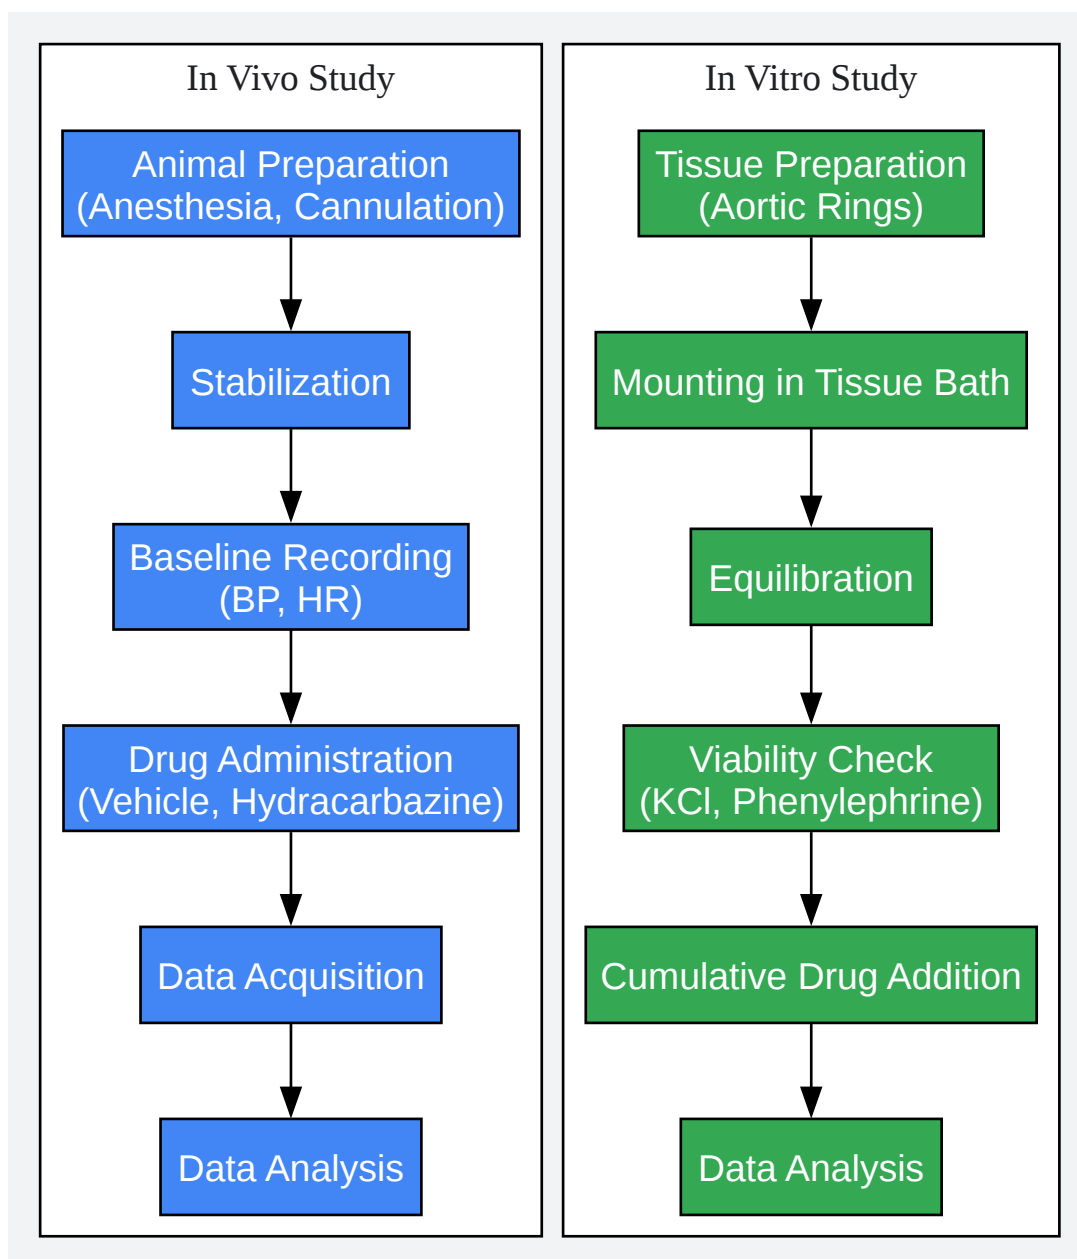 In Vivo Study
Animal Preparation
(Anesthesia, Cannulation)
Stabilization
Baseline Recording
(BP, HR)
Drug Administration
(Vehicle, Hydracarbazine)
Data Acquisition
Data Analysis
In Vitro Study
Tissue Preparation
(Aortic Rings)
Mounting in Tissue Bath
Equilibration
Viability Check
(KCl, Phenylephrine)
Cumulative Drug Addition
Data Analysis